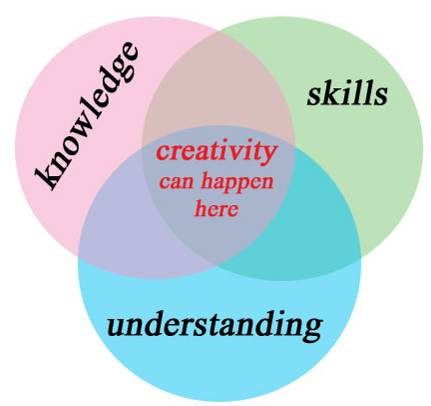 knowledge
skills
creativity
can happen
here
understanding